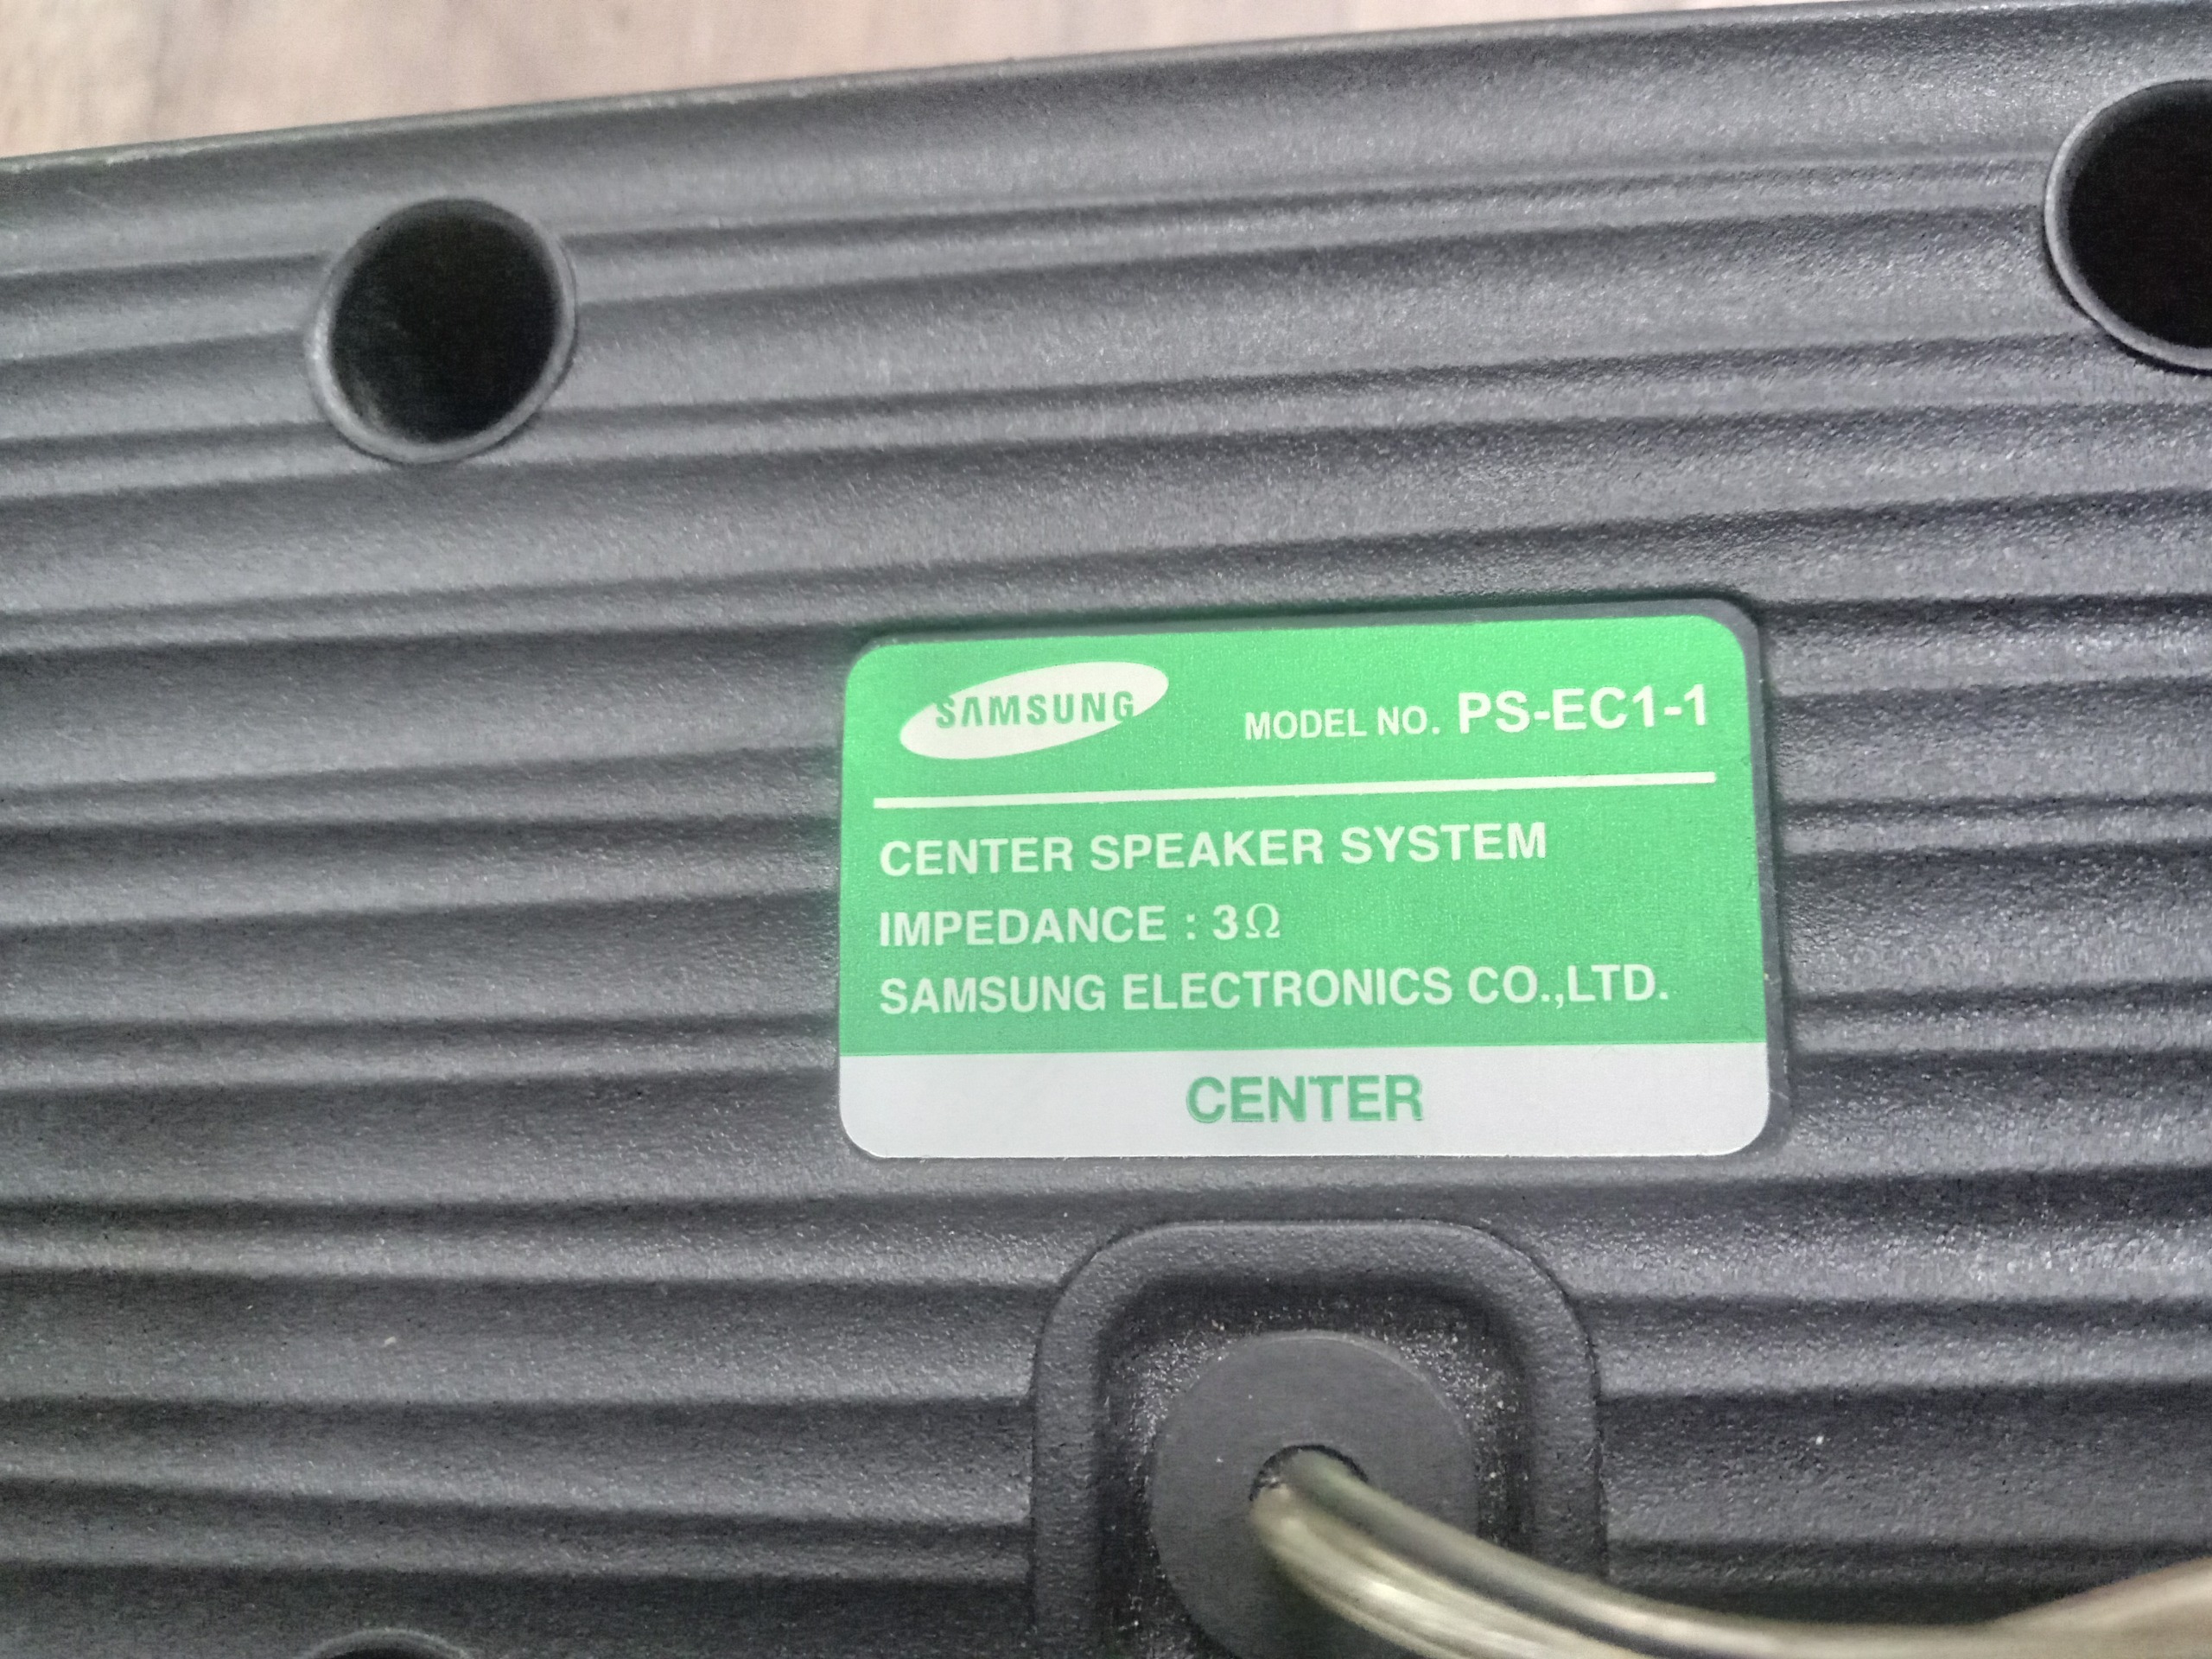 SAMSUNG MODEL NO. PS-EC1-1
CENTER SPEAKER SYSTEM
IMPEDANCE : 3Ω
SAMSUNG ELECTRONICS CO.,LTD.
CENTER